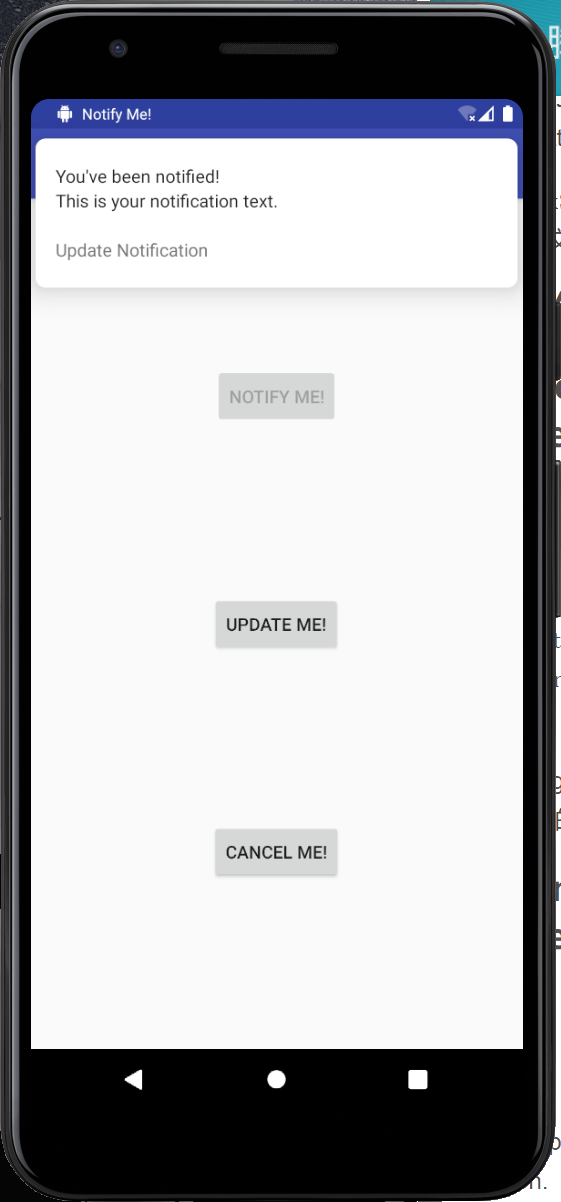 Notify Me!
You've been notified!
This is your notification text.
Update Notification
NOTIFY ME!
UPDATE ME!
CANCEL ME!